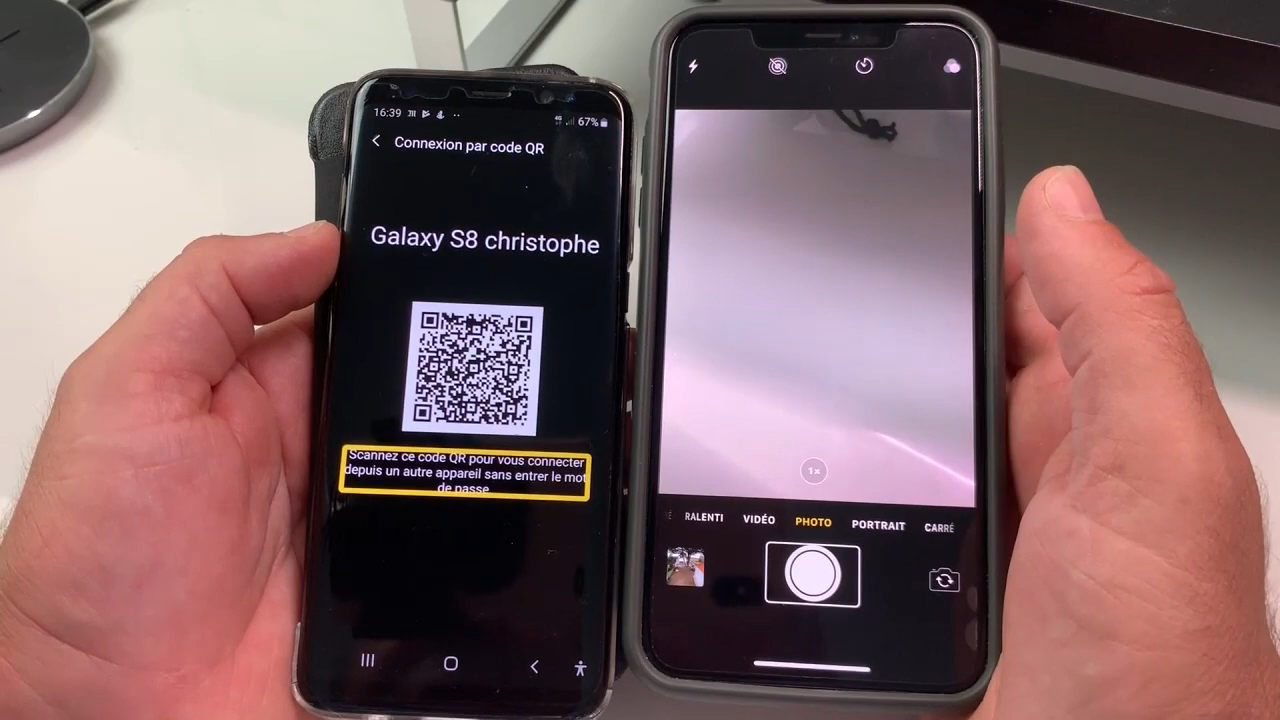 16:39
67%
Connexion par code QR
Galaxy S8 christophe
Scannez ce code QR pour vous connecter
depuis un autre appareil sans entrer le mot
de passe
1x
RALENTI VIDÉO PHOTO PORTRAIT CARRÉ